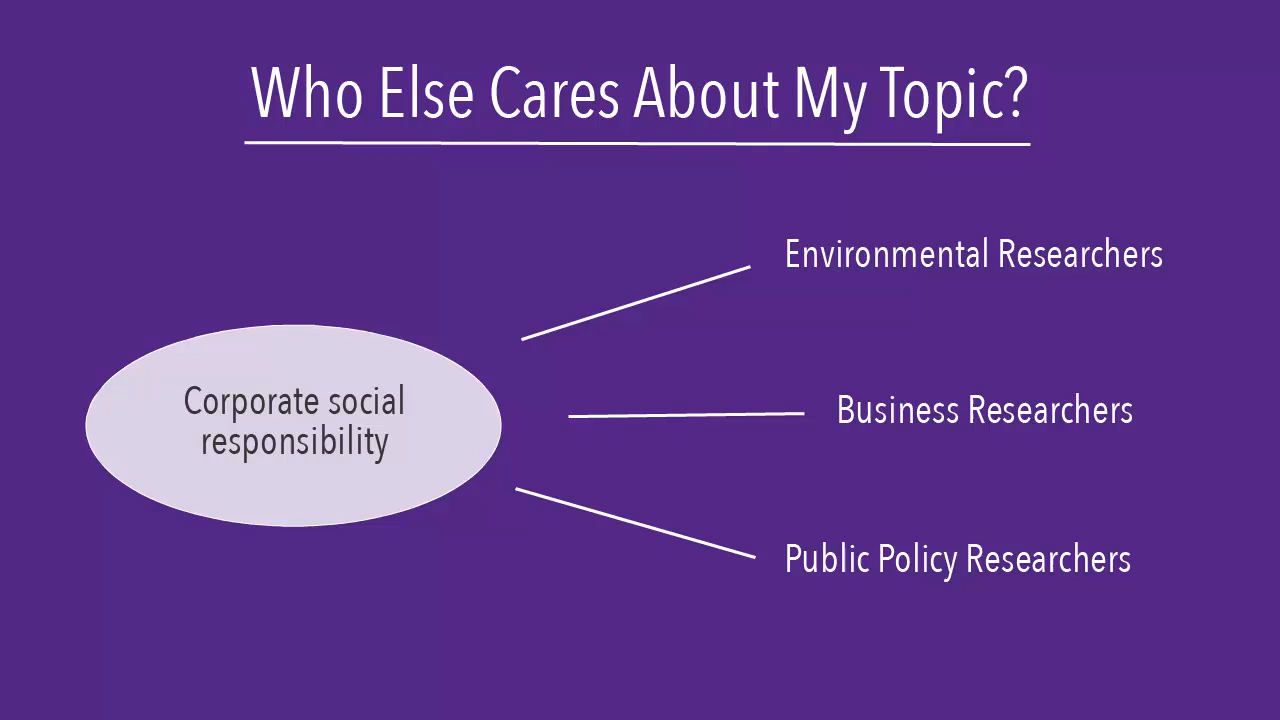 Who Else Cares About My Topic?
Environmental Researchers
Corporate social
responsibility
Business Researchers
Public Policy Researchers